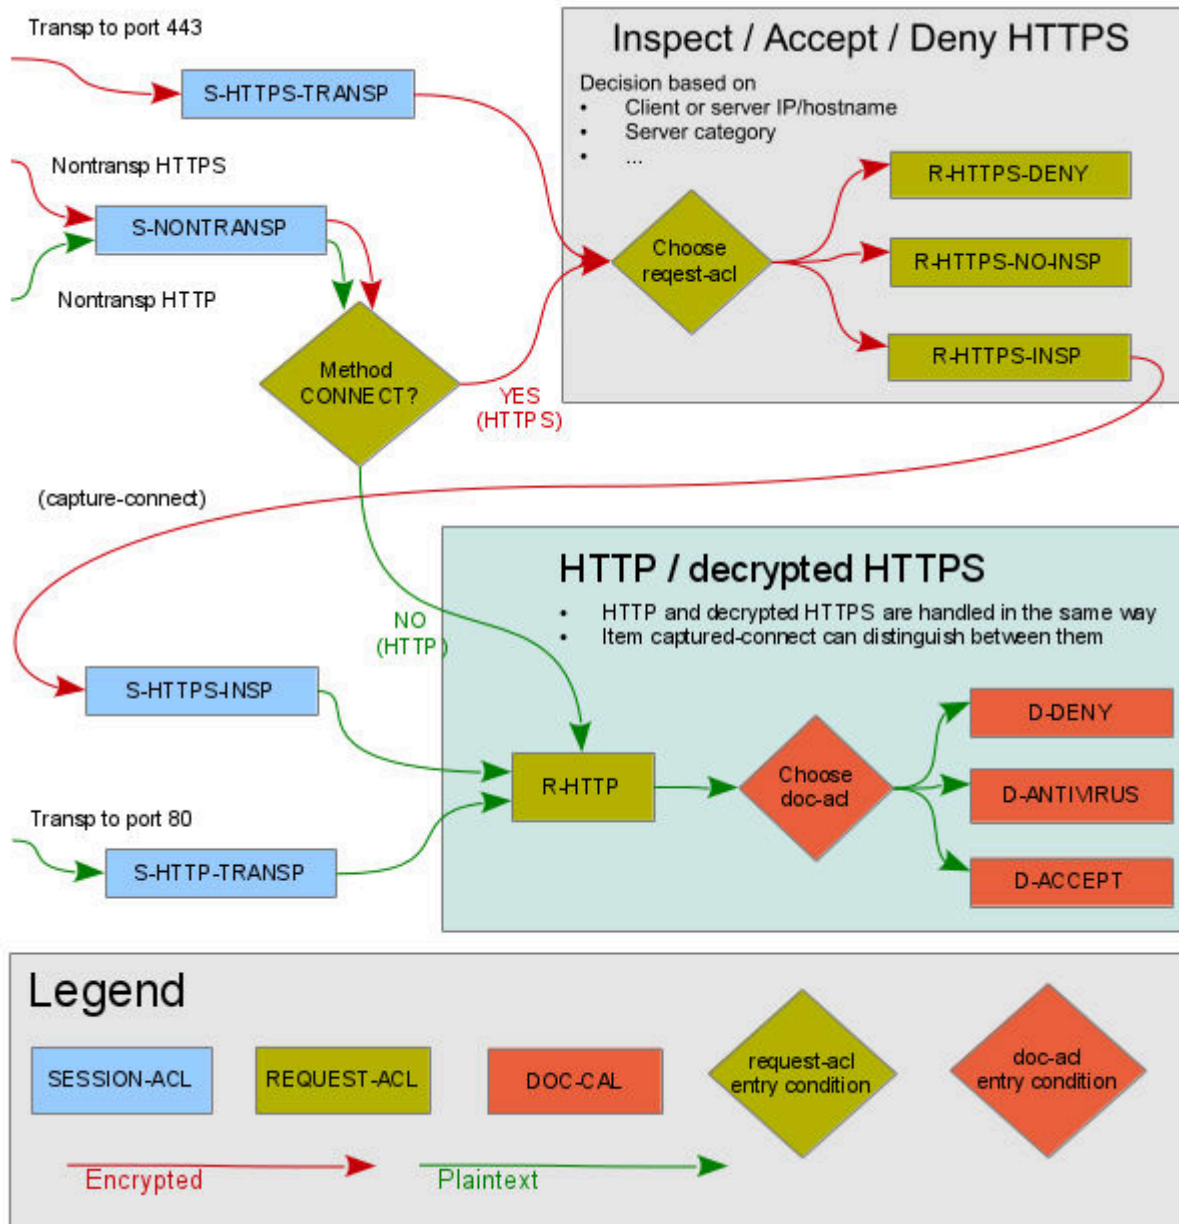 Transp to port 443
S-HTTPS-TRANSP
Nontransp HTTPS
S-NONTRANSP
Nontransp HTTP
Method
CONNECT?
YES
(HTTPS)
Inspect / Accept / Deny HTTPS
Decision based on
• Client or server IP/hostname
• Server category
• ...
Choose
reqest-acl
R-HTTPS-DENY
R-HTTPS-NO-INSP
R-HTTPS-INSP
(capture-connect)
NO
(HTTP)
HTTP / decrypted HTTPS
• HTTP and decrypted HTTPS are handled in the same way
• Item captured-connect can distinguish between them
S-HTTPS-INSP
Transp to port 80
S-HTTP-TRANSP
R-HTTP
Choose
doc-acl
D-DENY
D-ANTIVIRUS
D-ACCEPT
Legend
SESSION-ACL
REQUEST-ACL
DOC-CAL
request-acl
entry condition
doc-acl
entry condition
Encrypted
Plaintext